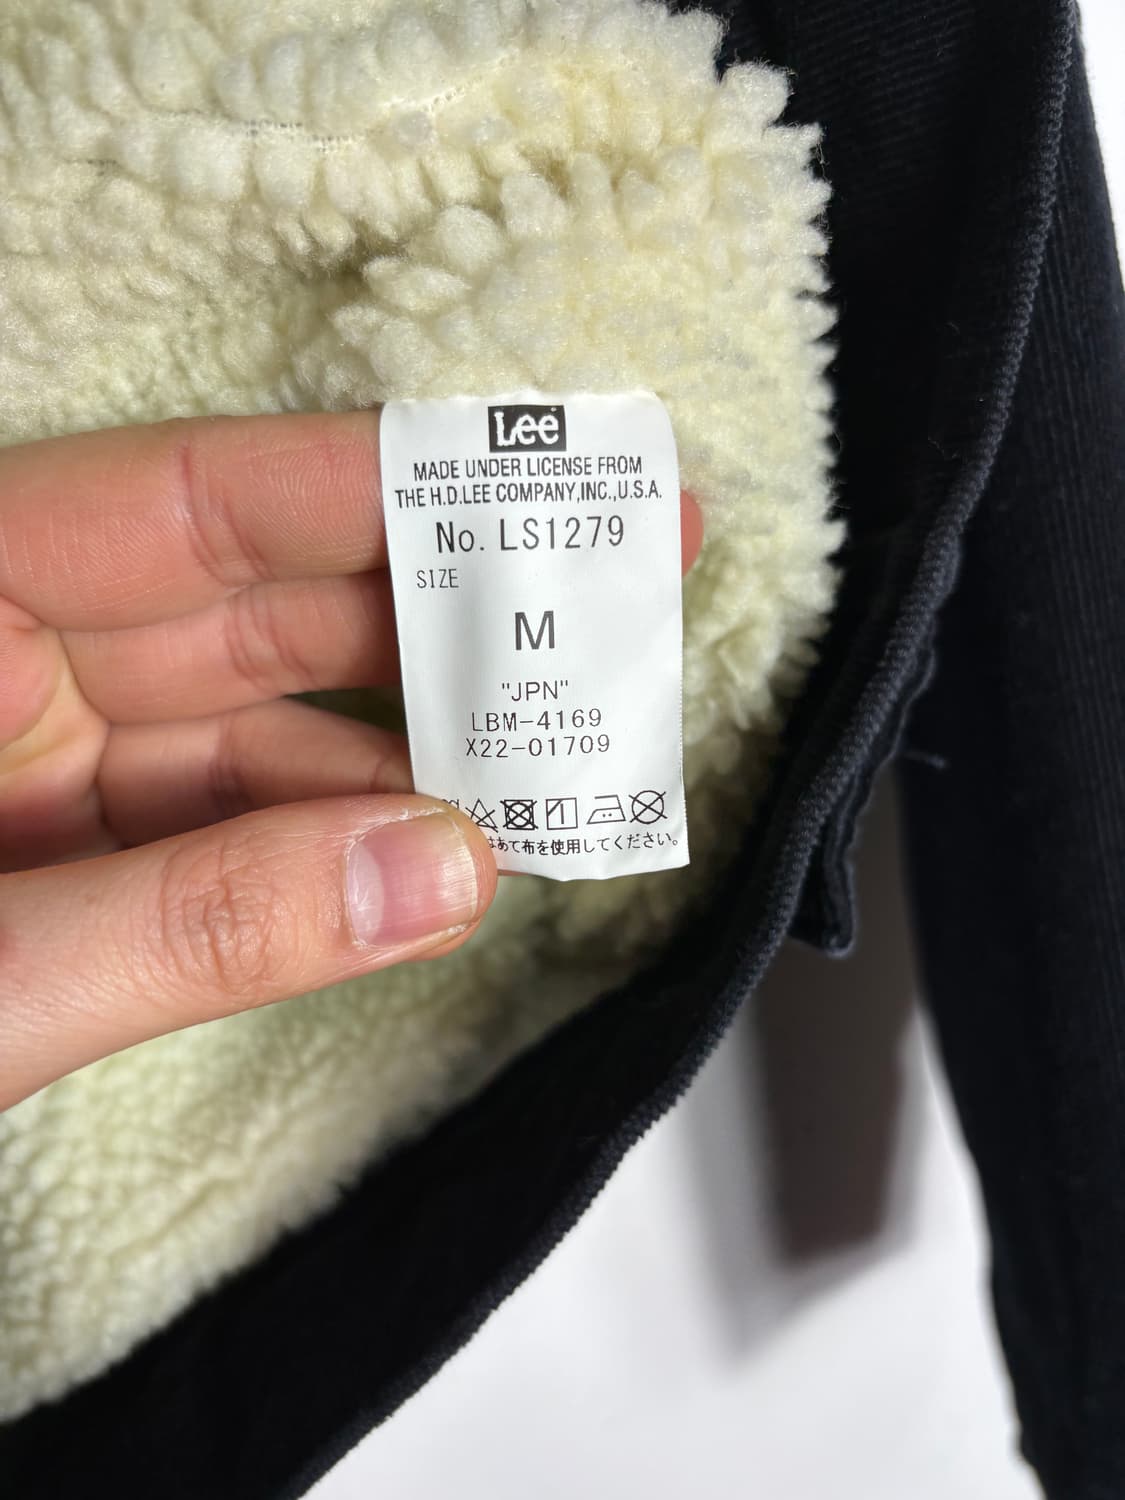 Lee
MADE UNDER LICENSE FROM
THE H.D.LEE COMPANY,INC.,U.S.A.
No. LS1279
SIZE
M
"JPN"
LBM-4169
X22-01709
はあて布を使用してください。